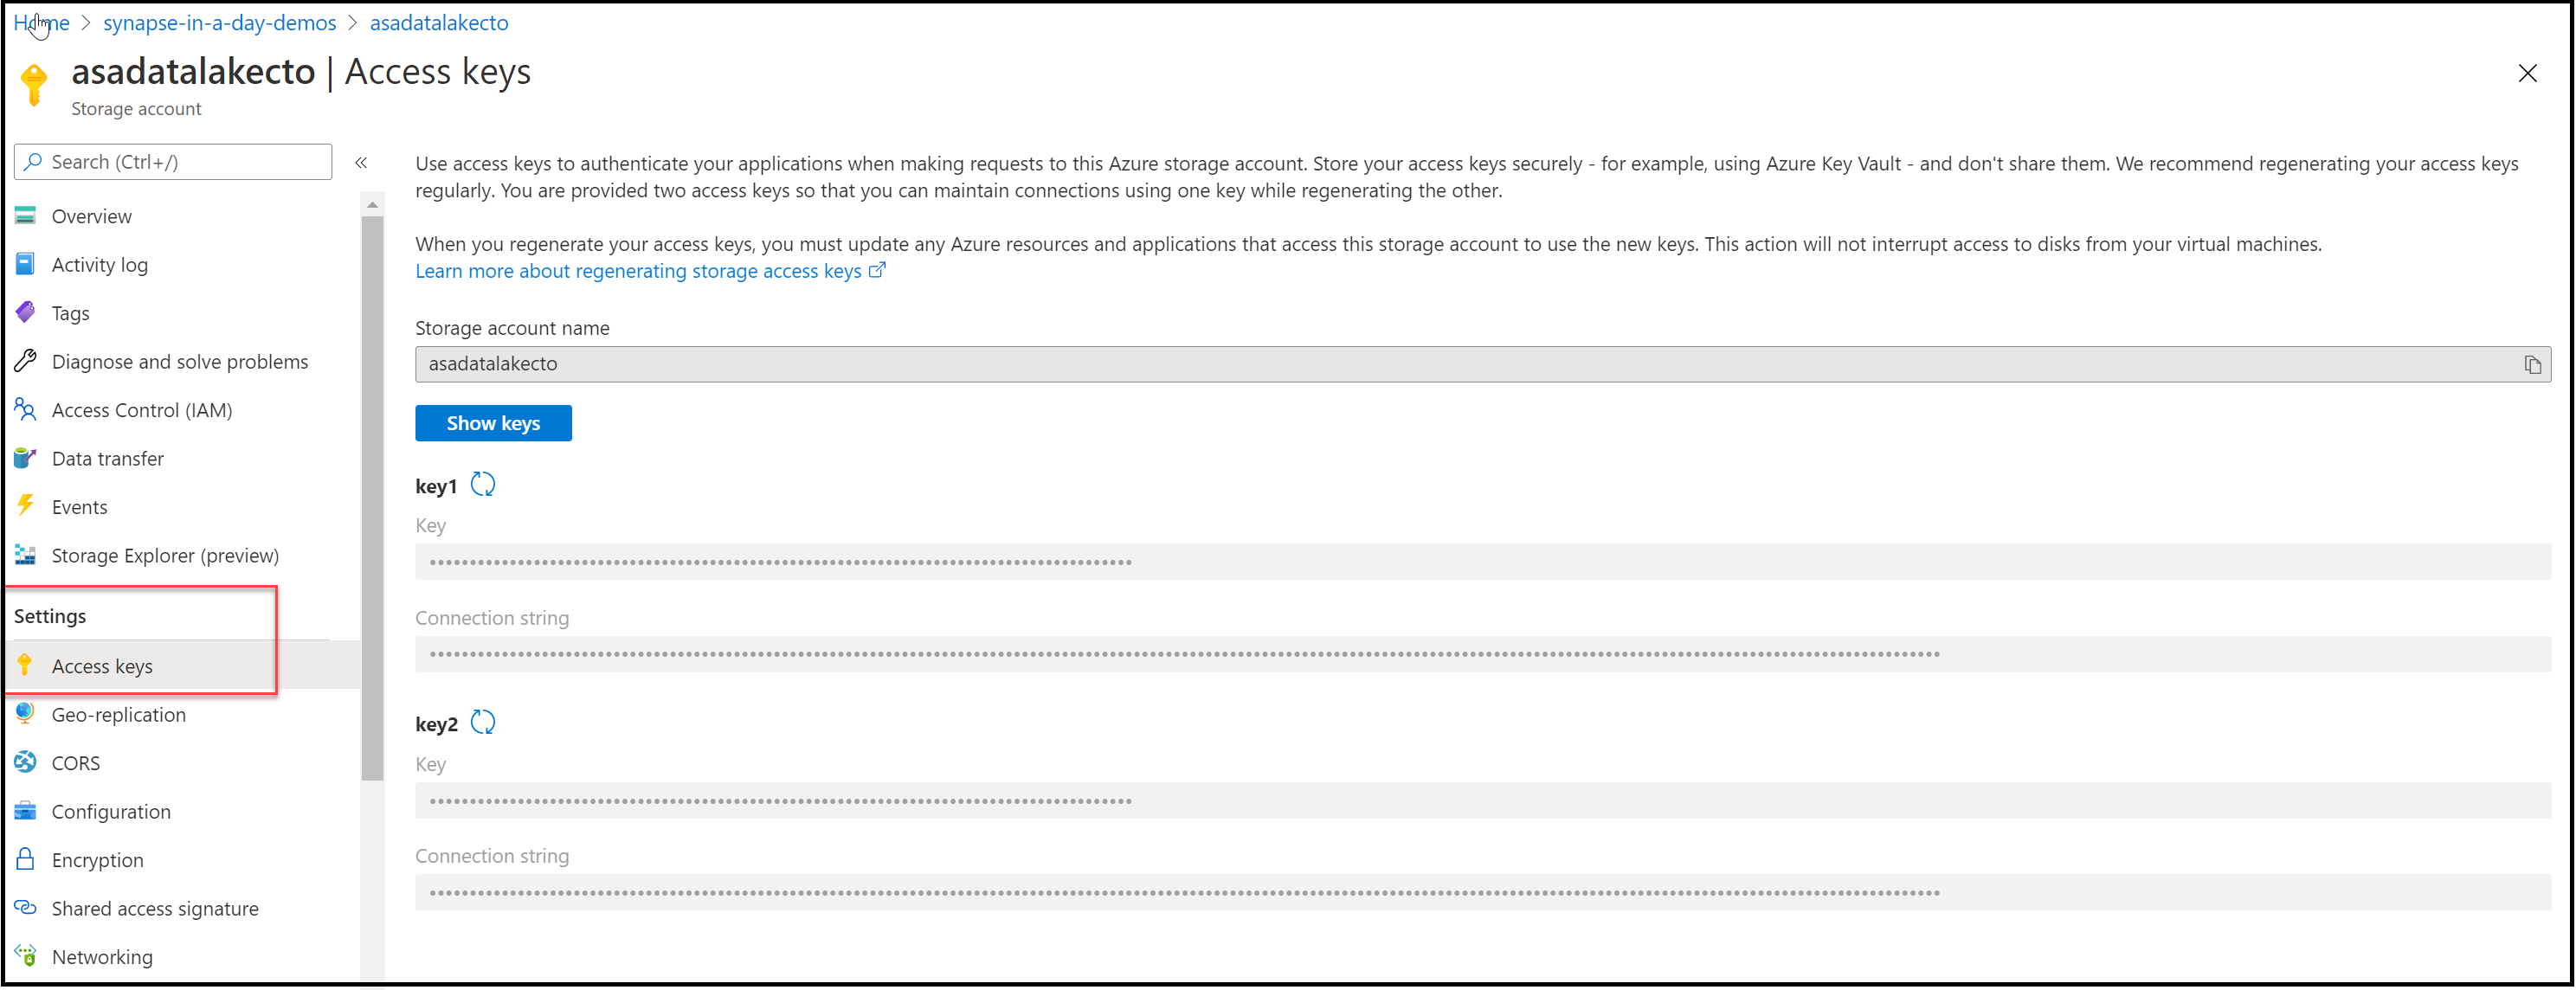 Home > synapse-in-a-day-demos > asadatalakecto
asadatalakecto | Access keys
Storage account
Search (Ctrl+/)
«
Overview
Activity log
Tags
Diagnose and solve problems
Access Control (IAM)
Data transfer
Events
Storage Explorer (preview)
Settings
Access keys
Geo-replication
CORS
Configuration
Encryption
Shared access signature
Networking
Use access keys to authenticate your applications when making requests to this Azure storage account. Store your access keys securely - for example, using Azure Key Vault - and don't share them. We recommend regenerating your access keys
regularly. You are provided two access keys so that you can maintain connections using one key while regenerating the other.
When you regenerate your access keys, you must update any Azure resources and applications that access this storage account to use the new keys. This action will not interrupt access to disks from your virtual machines.
Learn more about regenerating storage access keys
Storage account name
asadatalakecto
Show keys
key1
Key
Connection string
key2
Key
Connection string